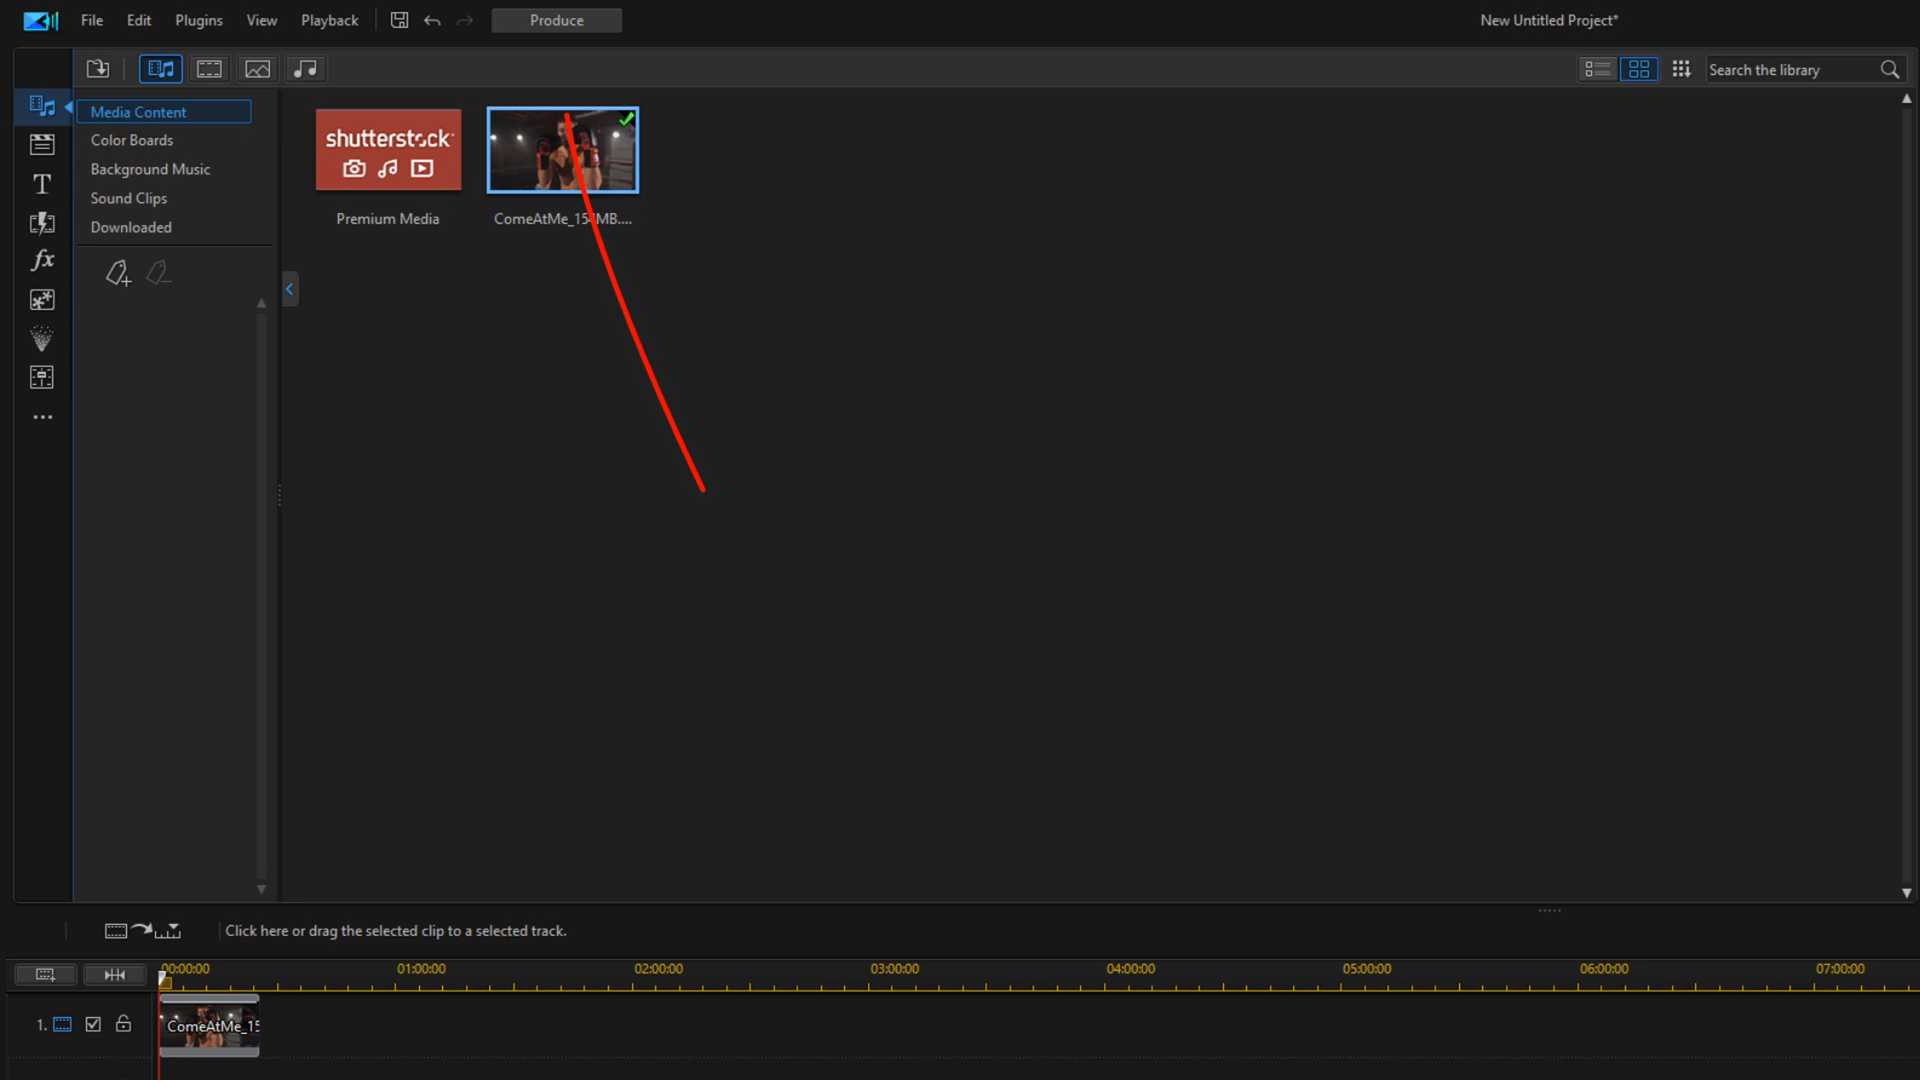 File Edit Plugins View Playback Produce New Untitled Project*
Search the library
Media Content
Color Boards
Background Music
Sound Clips
Downloaded
shutterstock
Premium Media ComeAtMe_154MB....
Click here or drag the selected clip to a selected track.
00:00:00 01:00:00 02:00:00 03:00:00 04:00:00 05:00:00 06:00:00 07:00:00
1. ComeAtMe_15